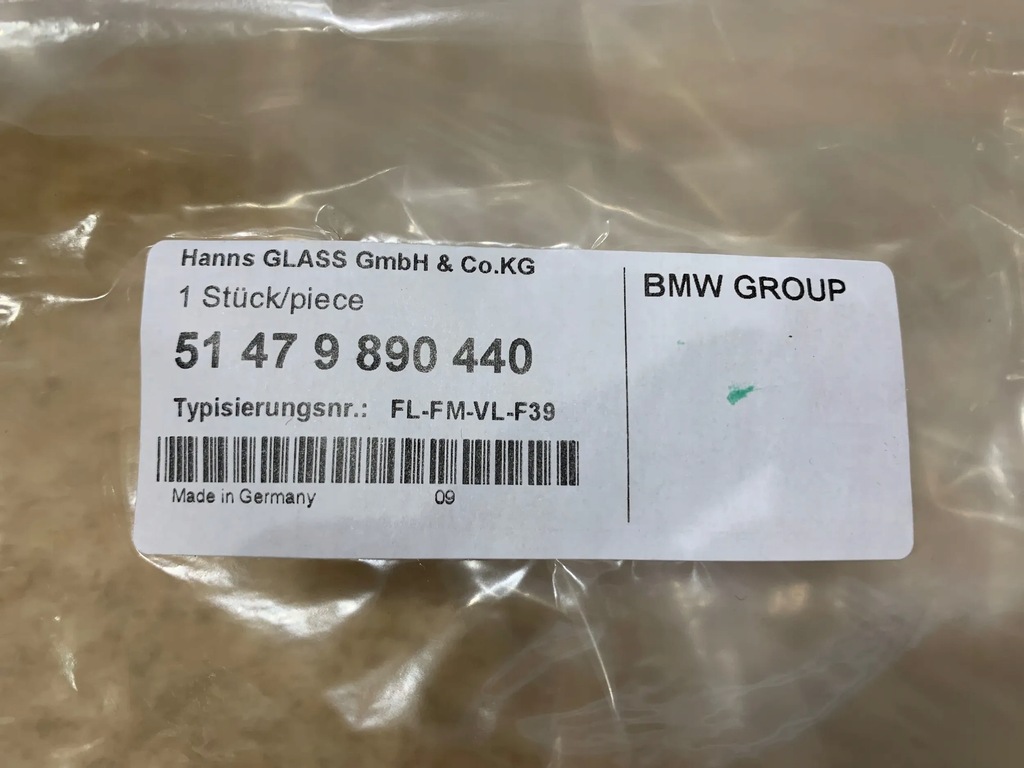 Hanns GLASS GmbH & Co.KG
1 Stück/piece
51 47 9 890 440
Typisierungsnr.: FL-FM-VL-F39
Made in Germany 09
BMW GROUP